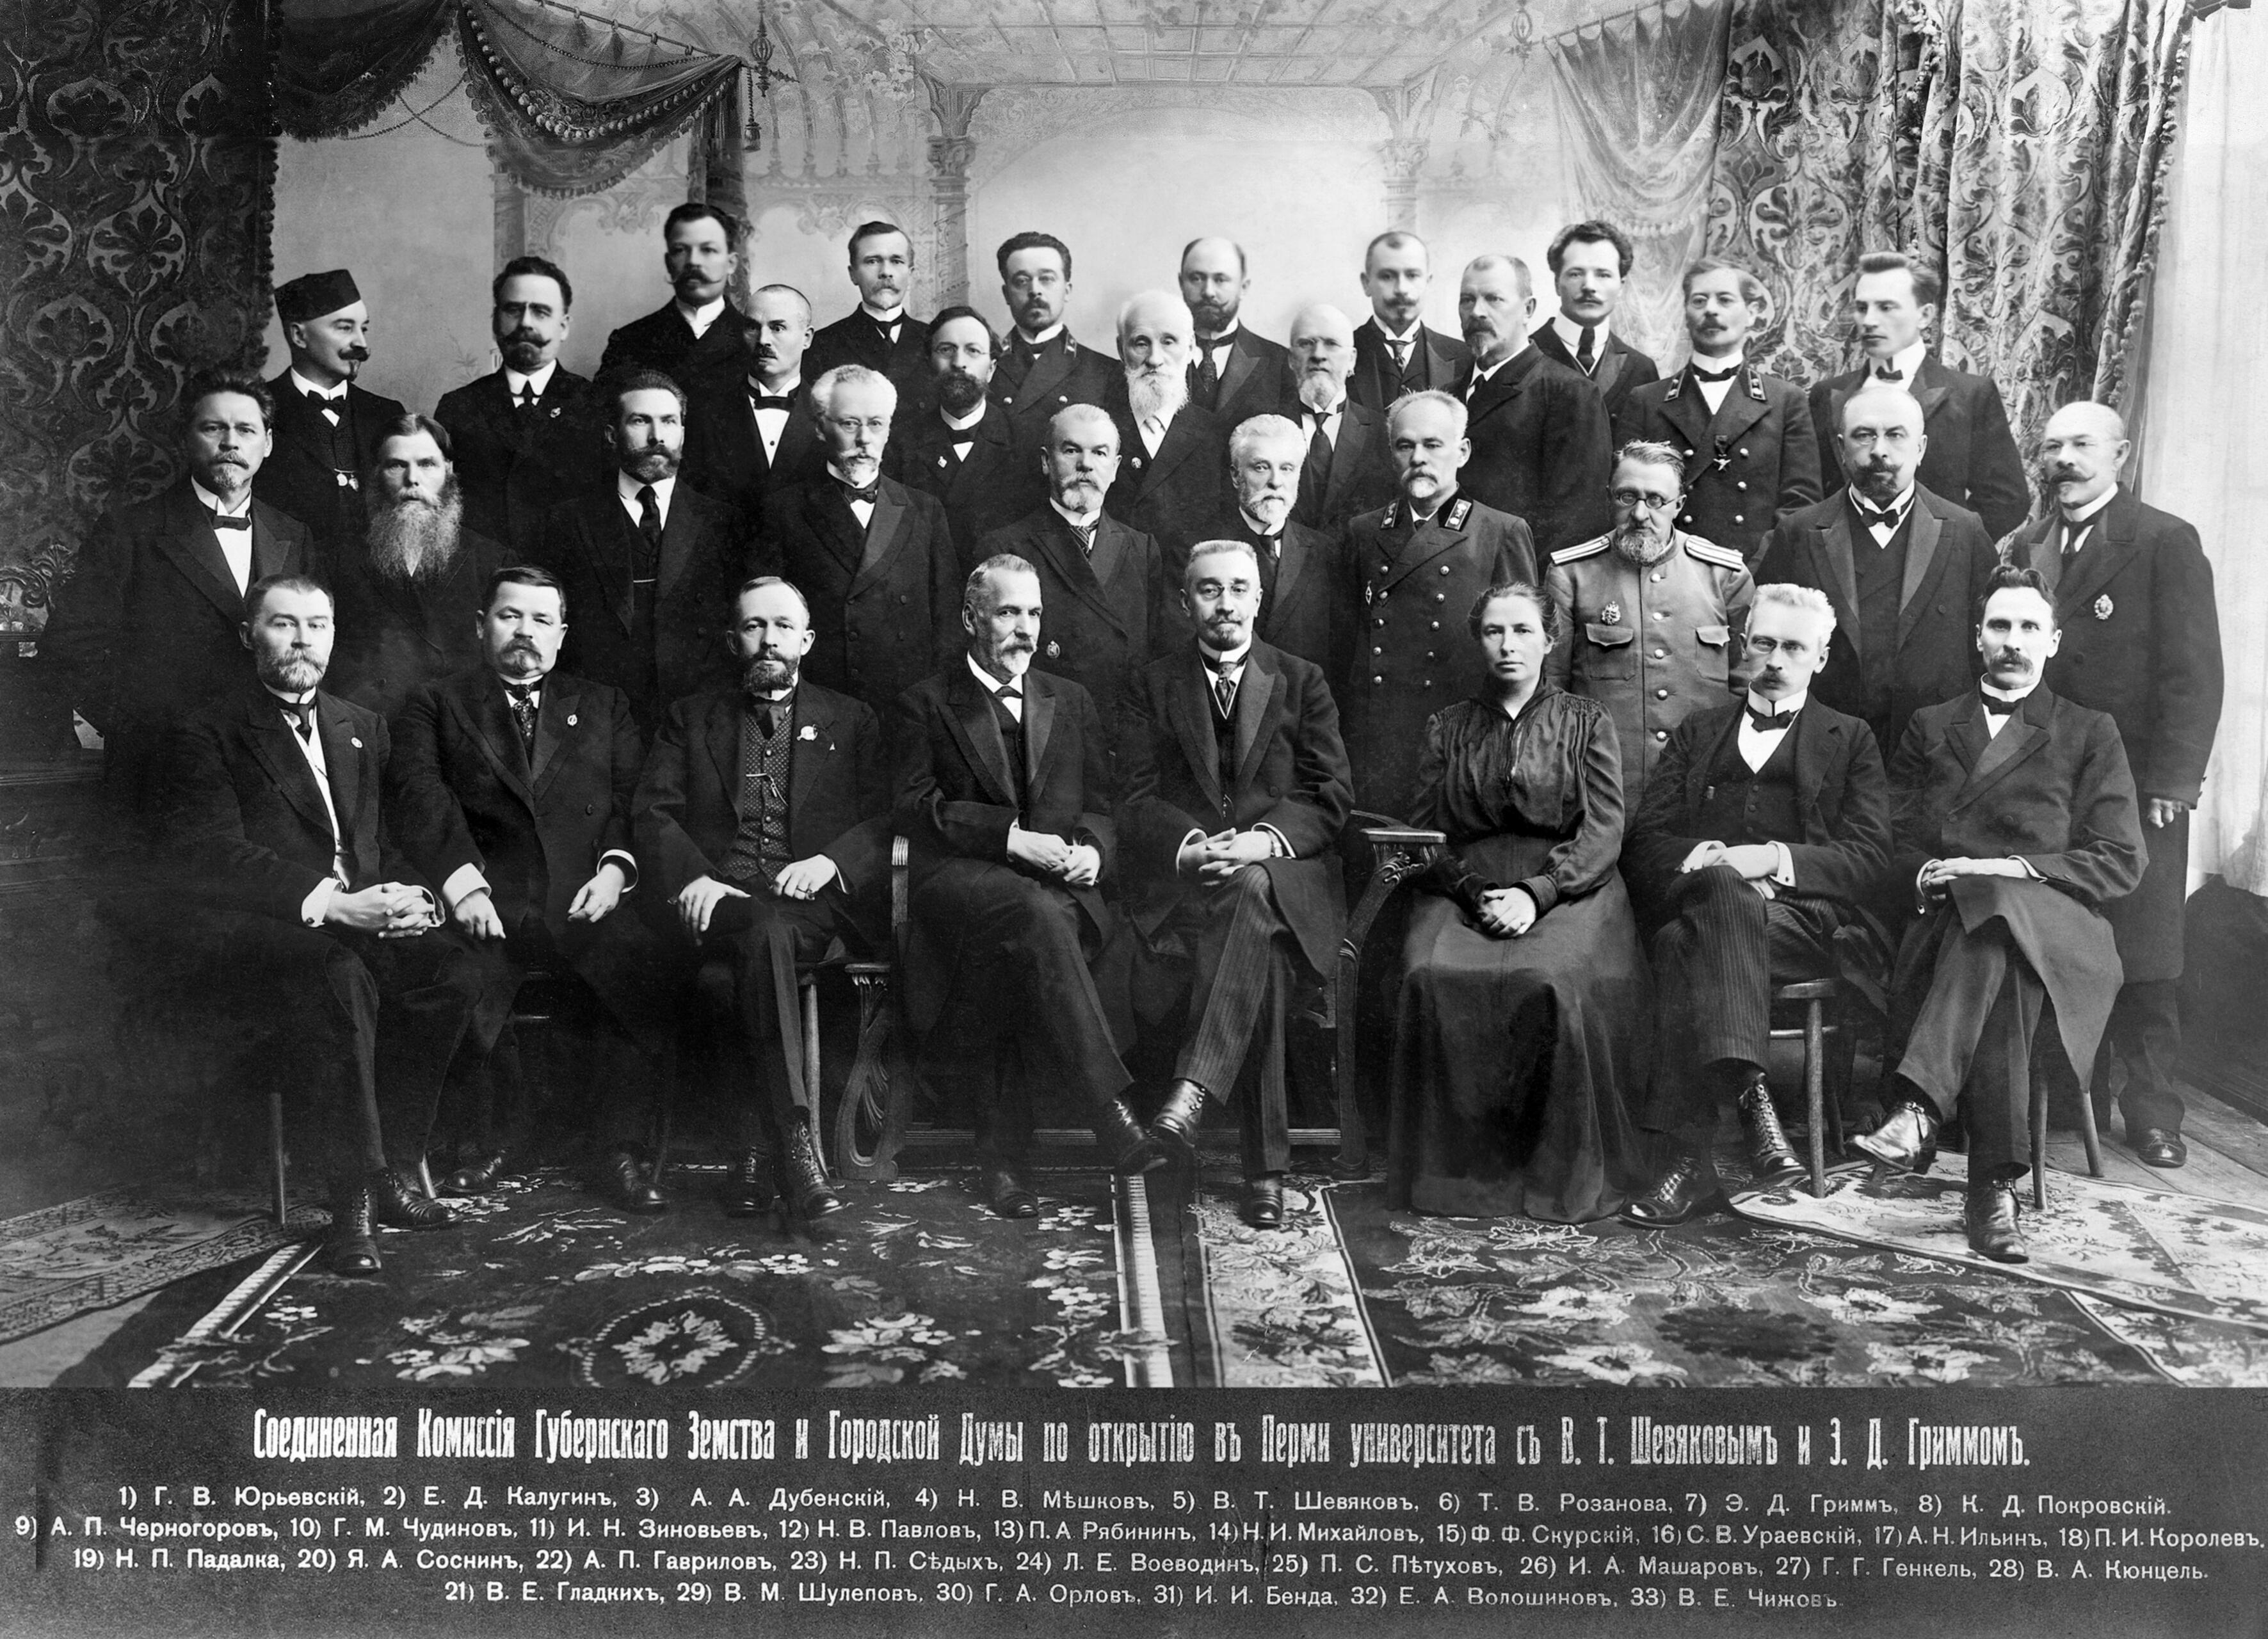 Соединенная Комиссія Губернскаго Земства и Городской Думы по открытію въ Перми университета съ В. Т. Шевяковымъ и Э. Д. Гриммомъ.
1) Г. В. Юрьевскій, 2) Е. Д. Калугинъ, 3) А. А. Дубенскій, 4) Н. В. Мѣшковъ, 5) В. Т. Шевяковъ, 6) Т. В. Розанова, 7) Э. Д. Гриммъ, 8) К. Д. Покровскій.
9) А. П. Черногоровъ, 10) Г. М. Чудиновъ, 11) И. Н. Зиновьевъ, 12) Н. В. Павловъ, 13) П. А Рябининъ, 14) Н. И. Михайловъ, 15) Ф. Ф. Скурскій, 16) С. В. Ураевскій, 17) А. Н. Ильинъ, 18) П. И. Королевъ.
19) Н. П. Падалка, 20) Я. А. Соснинъ, 22) А. П. Гавриловъ, 23) Н. П. Сѣдыхъ, 24) Л. Е. Воеводинъ, 25) П. С. Пѣтуховъ, 26) И. А. Машаровъ, 27) Г. Г. Генкель, 28) В. А. Кюнцель.
21) В. Е. Гладкихъ, 29) В. М. Шулеповъ, 30) Г. А. Орловъ, 31) И. И. Бенда, 32) Е. А. Волошиновъ, 33) В. Е. Чижовъ.